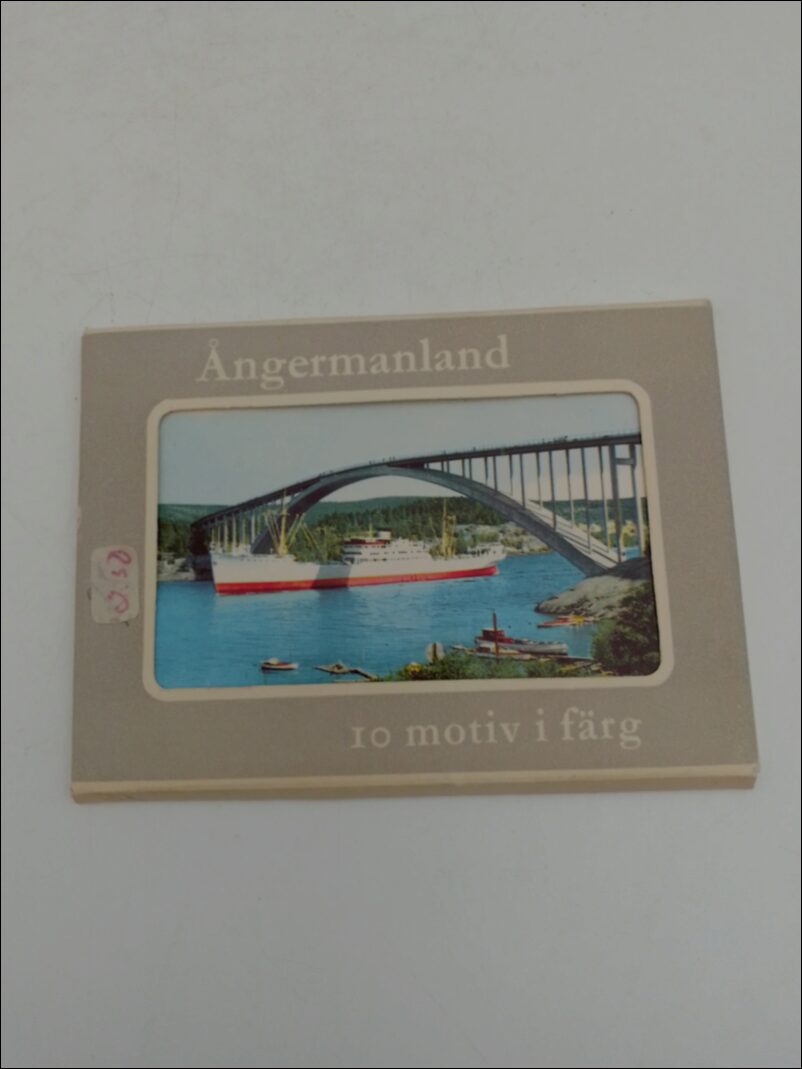 Ångermanland
10 motiv i färg